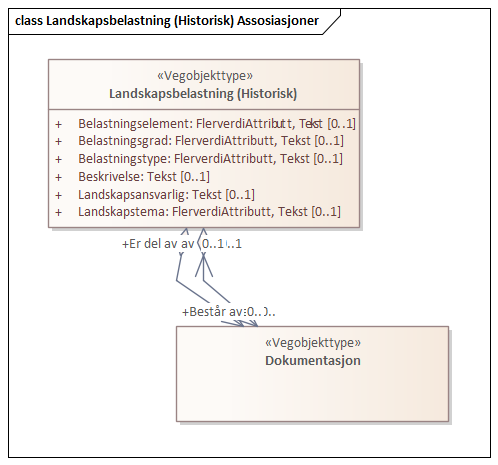 class Landskapsbelastning (Historisk) Assosiasjoner
«Vegobjekttype»
Landskapsbelastning (Historisk)
+ Belastningselement: FlerverdiAttributt, Tekst [0..1]
+ Belastningsgrad: FlerverdiAttributt, Tekst [0..1]
+ Belastningstype: FlerverdiAttributt, Tekst [0..1]
+ Beskrivelse: Tekst [0..1]
+ Landskapsansvarlig: Tekst [0..1]
+ Landskapstema: FlerverdiAttributt, Tekst [0..1]
+Er del av av 0..1 ..1
+Består av 0.. 0..
«Vegobjekttype»
Dokumentasjon